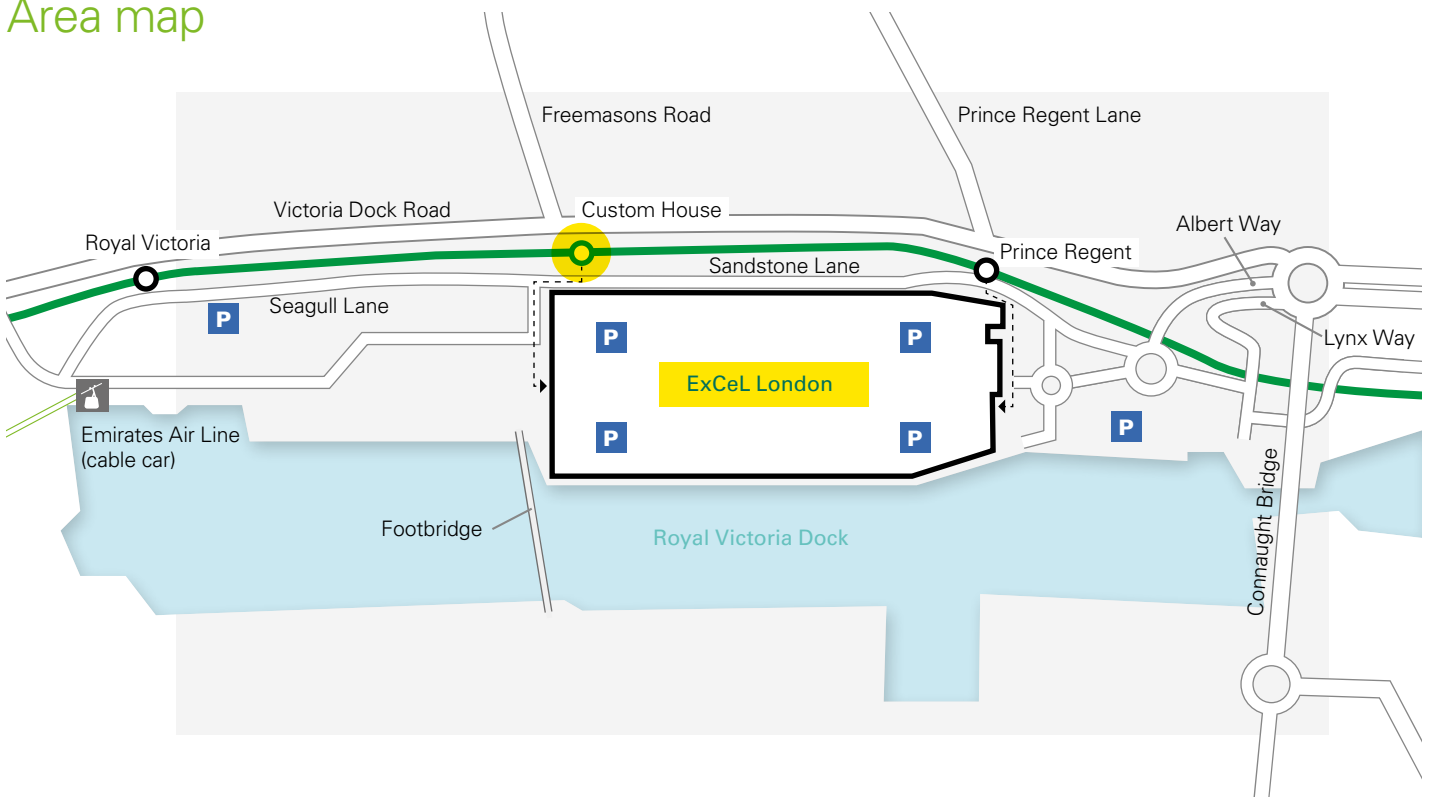 Area map
Freemasons Road
Prince Regent Lane
Victoria Dock Road
Custom House
Albert Way
Royal Victoria
Prince Regent
Sandstone Lane
Seagull Lane
P
P
P
Lynx Way
ExCeL London
P
P
P
Emirates Air Line
(cable car)
Connaught Bridge
Footbridge
Royal Victoria Dock